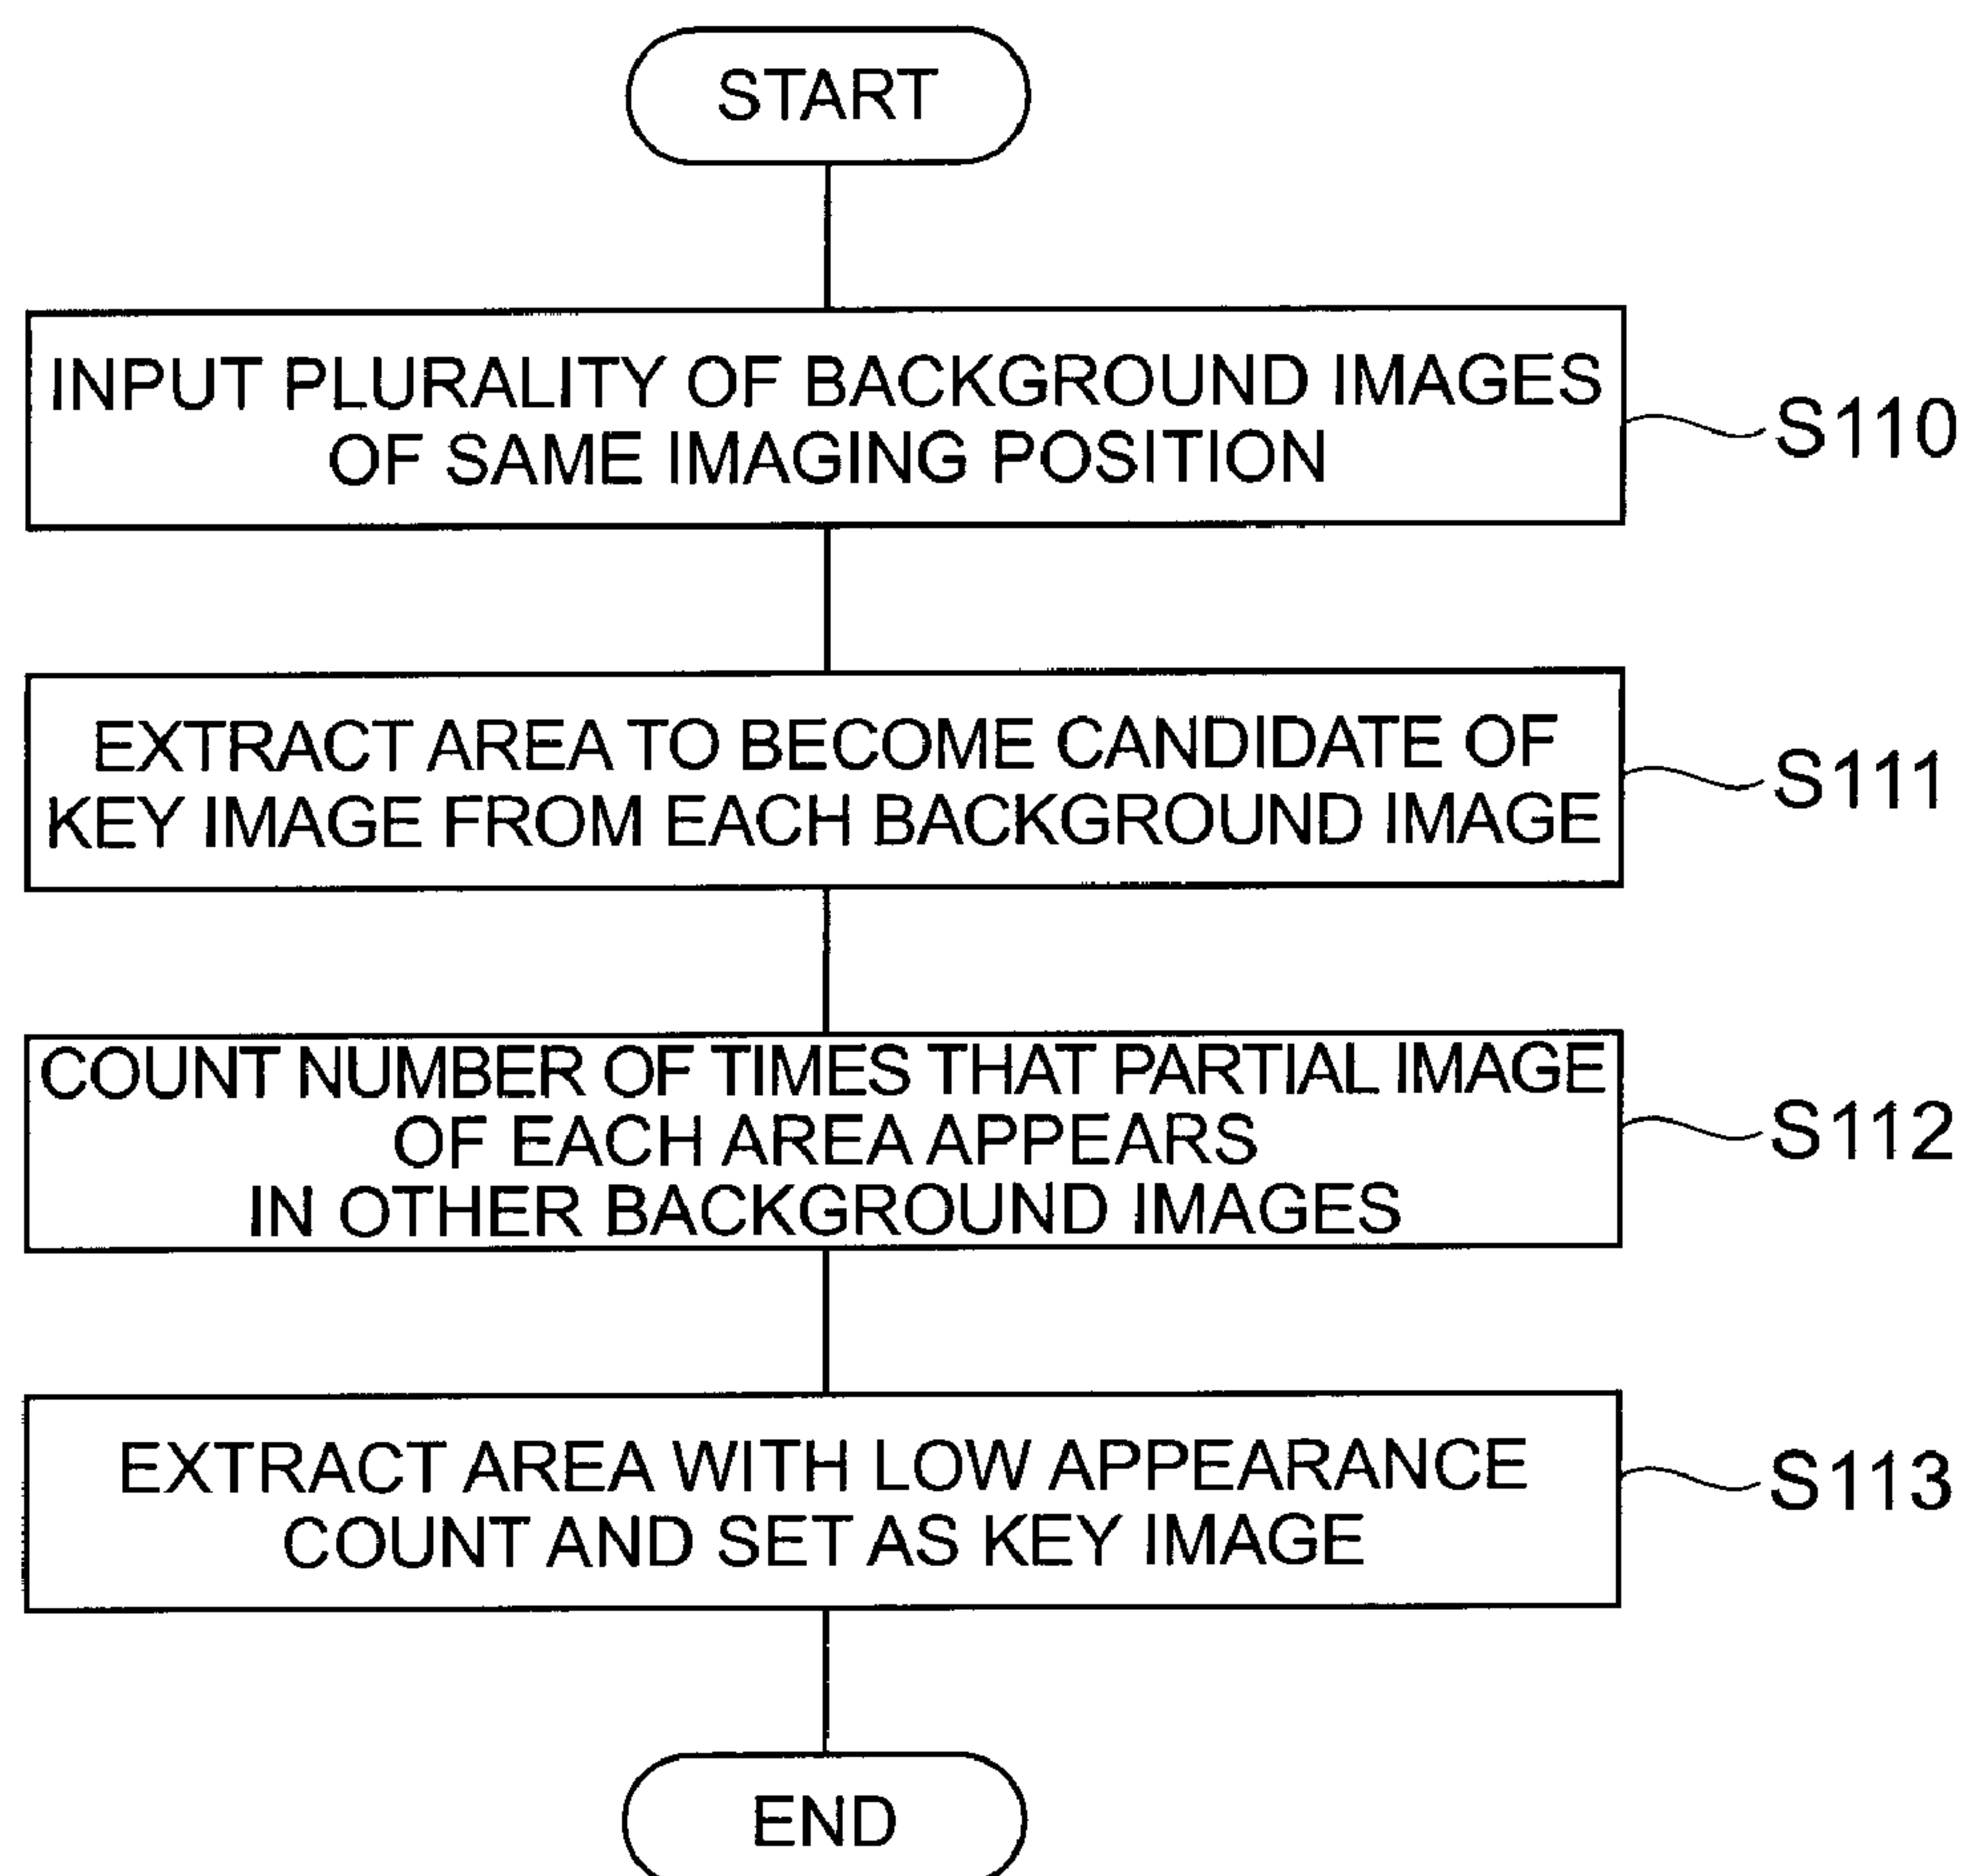 START
INPUT PLURALITY OF BACKGROUND IMAGES
OF SAME IMAGING POSITION
S110
EXTRACT AREA TO BECOME CANDIDATE OF
KEY IMAGE FROM EACH BACKGROUND IMAGE
S111
COUNT NUMBER OF TIMES THAT PARTIAL IMAGE
OF EACH AREA APPEARS
IN OTHER BACKGROUND IMAGES
S112
EXTRACT AREA WITH LOW APPEARANCE
COUNT AND SET AS KEY IMAGE
S113
END